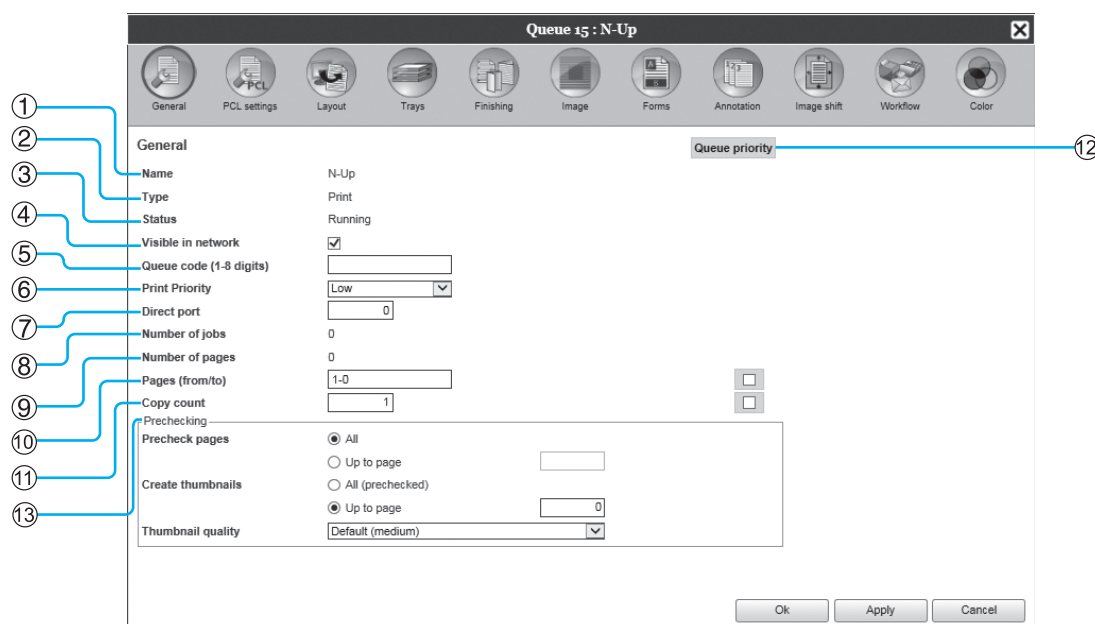 Queue 15 : N-Up
General PCL settings Layout Trays Finishing Image Forms Annotation Image shift Workflow Color
General
Queue priority
⑫
① Name N-Up
② Type Print
③ Status Running
④ Visible in network
⑤ Queue code (1-8 digits)
⑥ Print Priority Low
⑦ Direct port 0
⑧ Number of jobs 0
⑨ Number of pages 0
⑩ Pages (from/to) 1-0
⑪ Copy count 1
⑬ Prechecking
Precheck pages All
Up to page
Create thumbnails All (prechecked)
Up to page 0
Thumbnail quality Default (medium)
Ok Apply Cancel